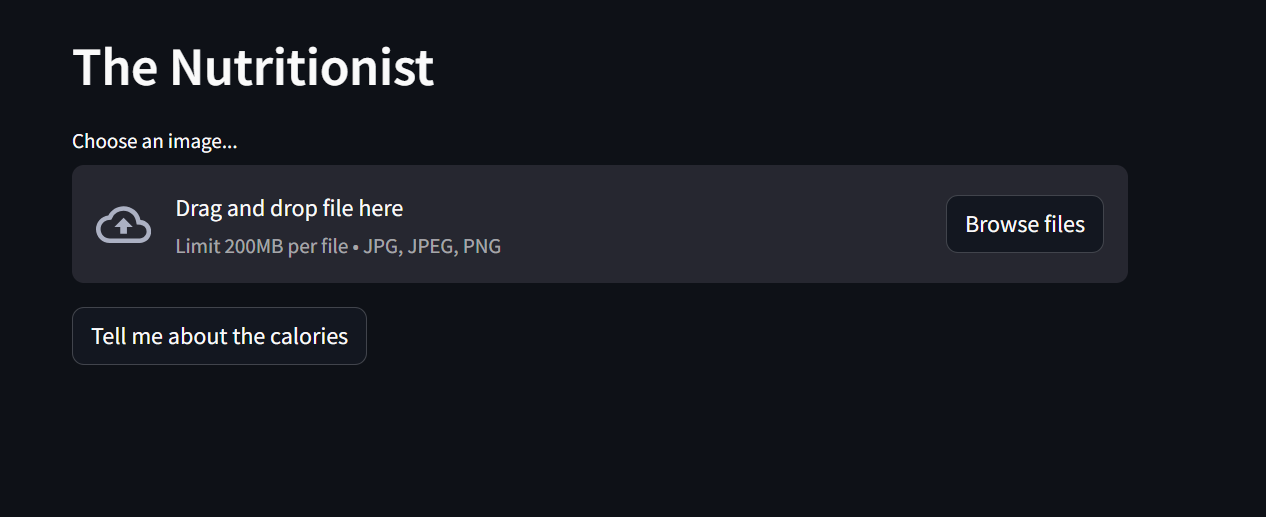 The Nutritionist
Choose an image...
Drag and drop file here
Limit 200MB per file • JPG, JPEG, PNG
Browse files
Tell me about the calories